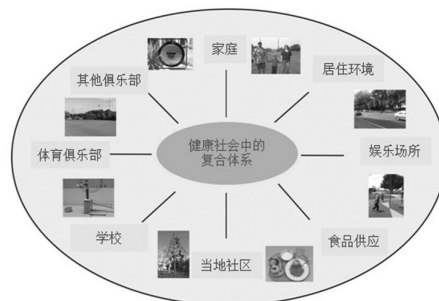 家庭
其他俱乐部
居住环境
健康社会中的
复合体系
体育俱乐部
娱乐场所
学校
食品供应
当地社区